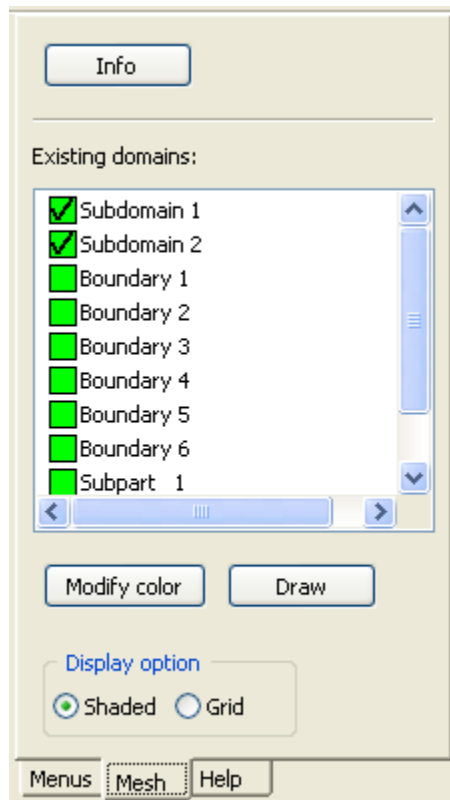 Info
Existing domains:
Subdomain 1
Subdomain 2
Boundary 1
Boundary 2
Boundary 3
Boundary 4
Boundary 5
Boundary 6
Subpart 1
Modify color Draw
Display option
Shaded Grid
Menus Mesh Help